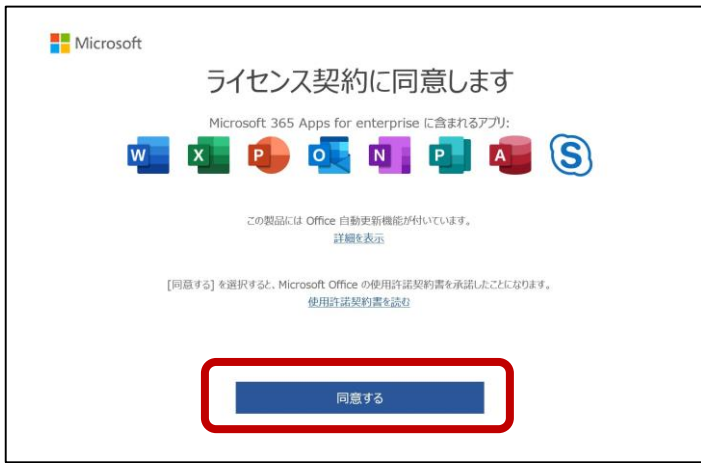 Microsoft
ライセンス契約に同意します
Microsoft 365 Apps for enterprise に含まれるアプリ:
W X P O N P A S
この製品には Office 自動更新機能が付いています。
詳細を表示
[同意する] を選択すると、Microsoft Office の使用許諾契約書を承諾したことになります。
使用許諾契約書を読む
同意する